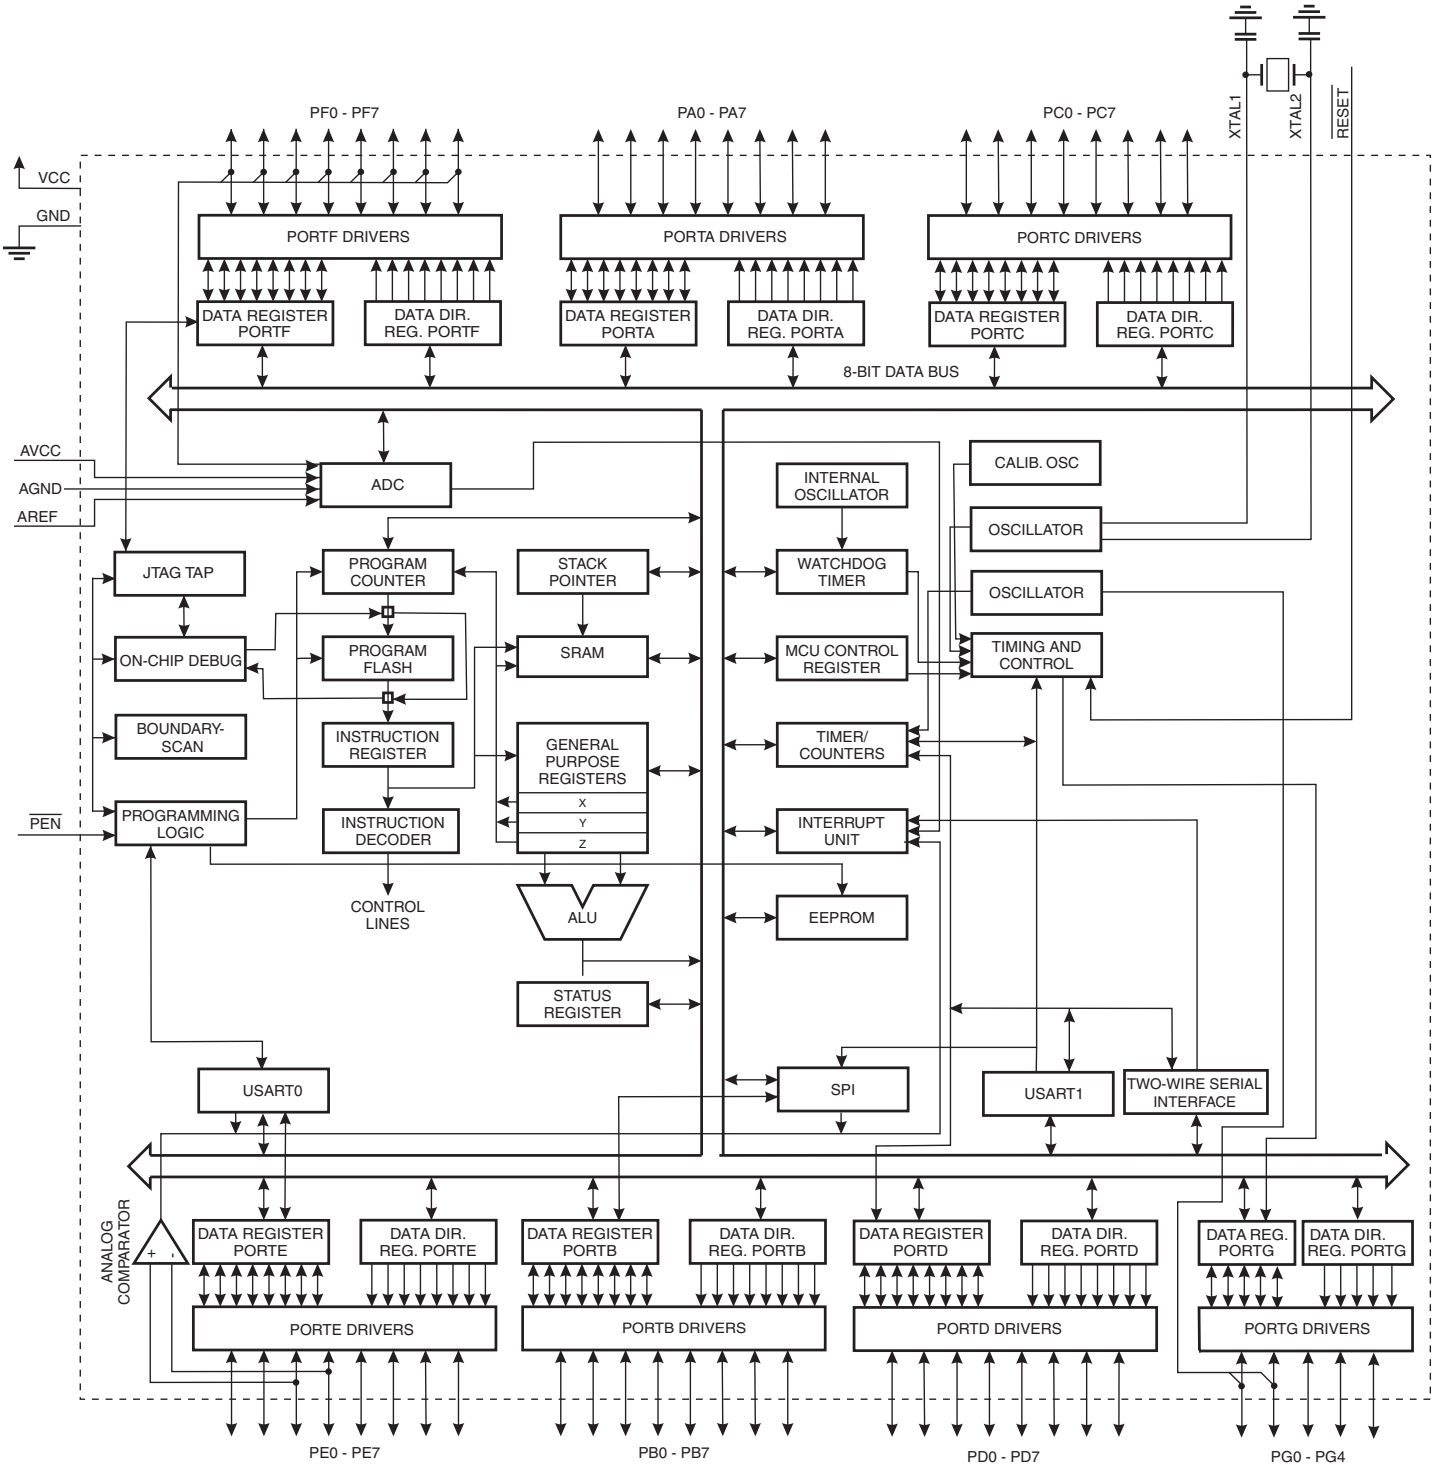 XTAL1
XTAL2
RESET
PF0 - PF7
PA0 - PA7
PC0 - PC7
VCC
GND
PORTF DRIVERS
PORTA DRIVERS
PORTC DRIVERS
DATA REGISTER
PORTF
DATA DIR.
REG. PORTF
DATA REGISTER
PORTA
DATA DIR.
REG. PORTA
DATA REGISTER
PORTC
DATA DIR.
REG. PORTC
8-BIT DATA BUS
AVCC
AGND
AREF
ADC
INTERNAL
OSCILLATOR
CALIB. OSC
OSCILLATOR
JTAG TAP
PROGRAM
COUNTER
STACK
POINTER
WATCHDOG
TIMER
OSCILLATOR
ON-CHIP DEBUG
PROGRAM
FLASH
SRAM
MCU CONTROL
REGISTER
TIMING AND
CONTROL
BOUNDARY-
SCAN
INSTRUCTION
REGISTER
GENERAL
PURPOSE
REGISTERS
X
Y
Z
TIMER/
COUNTERS
PEN
PROGRAMMING
LOGIC
INSTRUCTION
DECODER
INTERRUPT
UNIT
CONTROL
LINES
ALU
EEPROM
STATUS
REGISTER
USART0
SPI
USART1
TWO-WIRE SERIAL
INTERFACE
ANALOG
COMPARATOR
+
-
DATA REGISTER
PORTE
DATA DIR.
REG. PORTE
DATA REGISTER
PORTB
DATA DIR.
REG. PORTB
DATA REGISTER
PORTD
DATA DIR.
REG. PORTD
DATA REG.
PORTG
DATA DIR.
REG. PORTG
PORTE DRIVERS
PORTB DRIVERS
PORTD DRIVERS
PORTG DRIVERS
PE0 - PE7
PB0 - PB7
PD0 - PD7
PG0 - PG4